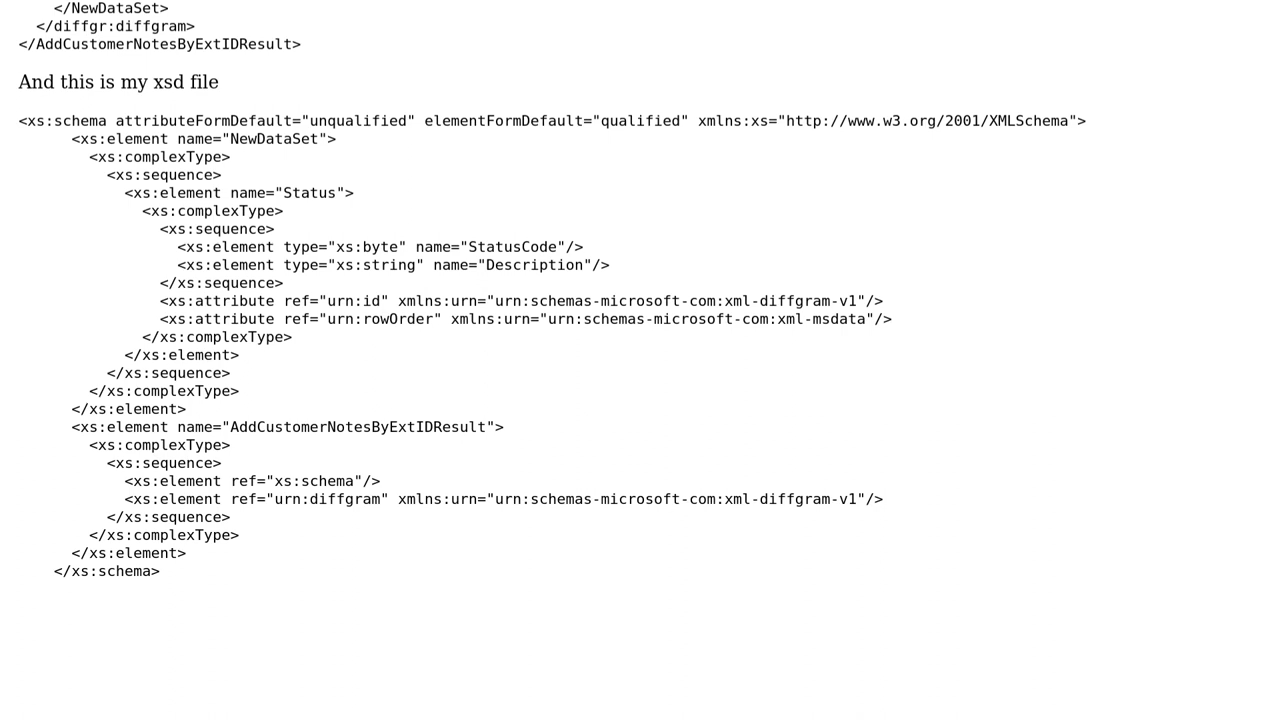 </NewDataSet>
  </diffgr:diffgram>
</AddCustomerNotesByExtIDResult>
And this is my xsd file
<xs:schema attributeFormDefault="unqualified" elementFormDefault="qualified" xmlns:xs="http://www.w3.org/2001/XMLSchema">
      <xs:element name="NewDataSet">
        <xs:complexType>
          <xs:sequence>
            <xs:element name="Status">
              <xs:complexType>
                <xs:sequence>
                  <xs:element type="xs:byte" name="StatusCode"/>
                  <xs:element type="xs:string" name="Description"/>
                </xs:sequence>
                <xs:attribute ref="urn:id" xmlns:urn="urn:schemas-microsoft-com:xml-diffgram-v1"/>
                <xs:attribute ref="urn:rowOrder" xmlns:urn="urn:schemas-microsoft-com:xml-msdata"/>
              </xs:complexType>
            </xs:element>
          </xs:sequence>
        </xs:complexType>
      </xs:element>
      <xs:element name="AddCustomerNotesByExtIDResult">
        <xs:complexType>
          <xs:sequence>
            <xs:element ref="xs:schema"/>
            <xs:element ref="urn:diffgram" xmlns:urn="urn:schemas-microsoft-com:xml-diffgram-v1"/>
          </xs:sequence>
        </xs:complexType>
      </xs:element>
    </xs:schema>